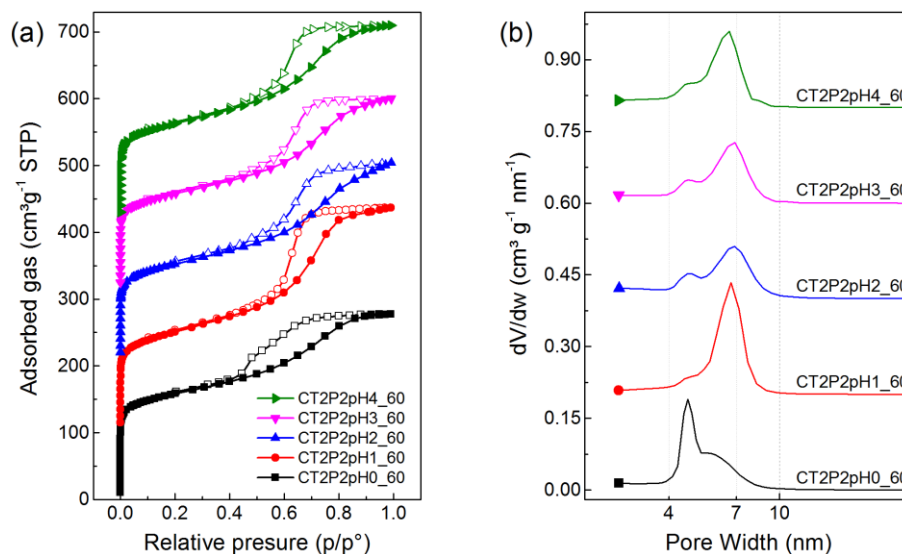 (a)
700
600
500
400
300
200
100
0
Adsorbed gas (cm³g⁻¹ STP)
CT2P2pH4_60
CT2P2pH3_60
CT2P2pH2_60
CT2P2pH1_60
CT2P2pH0_60
0.0 0.2 0.4 0.6 0.8 1.0
Relative presure (p/p°)
(b)
0.90
0.75
0.60
0.45
0.30
0.15
0.00
dV/dw (cm³ g⁻¹ nm⁻¹)
CT2P2pH4_60
CT2P2pH3_60
CT2P2pH2_60
CT2P2pH1_60
CT2P2pH0_60
4 7 10
Pore Width (nm)